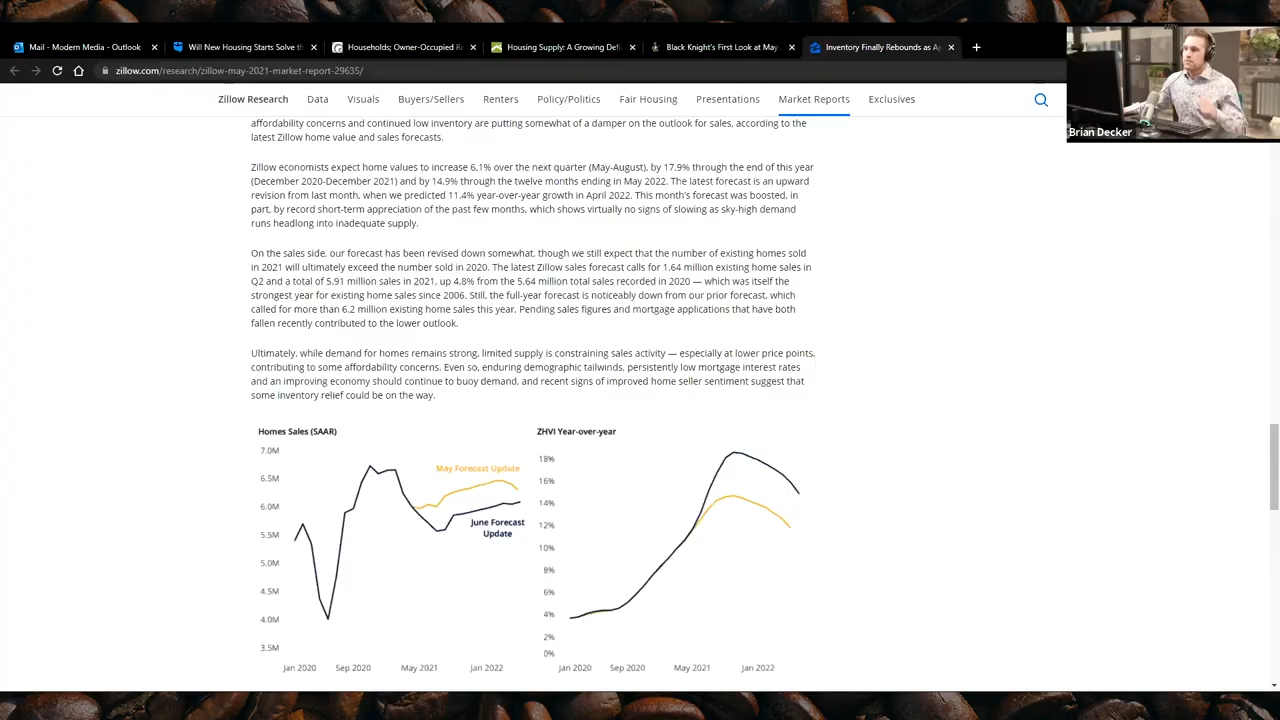 Mail - Modern Media - Outlook
Will New Housing Starts Solve th
Households; Owner-Occupied R
Housing Supply: A Growing Defi
Black Knight's First Look at May
Inventory Finally Rebounds as Ap
zillow.com/research/zillow-may-2021-market-report-29635/
Zillow Research Data Visuals Buyers/Sellers Renters Policy/Politics Fair Housing Presentations Market Reports Exclusives
Brian Decker
affordability concerns and continued low inventory are putting somewhat of a damper on the outlook for sales, according to the
latest Zillow home value and sales forecasts.
Zillow economists expect home values to increase 6.1% over the next quarter (May-August), by 17.9% through the end of this year
(December 2020-December 2021) and by 14.9% through the twelve months ending in May 2022. The latest forecast is an upward
revision from last month, when we predicted 11.4% year-over-year growth in April 2022. This month's forecast was boosted, in
part, by record short-term appreciation of the past few months, which shows virtually no signs of slowing as sky-high demand
runs headlong into inadequate supply.
On the sales side, our forecast has been revised down somewhat, though we still expect that the number of existing homes sold
in 2021 will ultimately exceed the number sold in 2020. The latest Zillow sales forecast calls for 1.64 million existing home sales in
Q2 and a total of 5.91 million sales in 2021, up 4.8% from the 5.64 million total sales recorded in 2020 — which was itself the
strongest year for existing home sales since 2006. Still, the full-year forecast is noticeably down from our prior forecast, which
called for more than 6.2 million existing home sales this year. Pending sales figures and mortgage applications that have both
fallen recently contributed to the lower outlook.
Ultimately, while demand for homes remains strong, limited supply is constraining sales activity — especially at lower price points,
contributing to some affordability concerns. Even so, enduring demographic tailwinds, persistently low mortgage interest rates
and an improving economy should continue to buoy demand, and recent signs of improved home seller sentiment suggest that
some inventory relief could be on the way.
Homes Sales (SAAR)
7.0M
6.5M
6.0M
5.5M
5.0M
4.5M
4.0M
3.5M
May Forecast Update
June Forecast
Update
Jan 2020 Sep 2020 May 2021 Jan 2022
ZHVI Year-over-year
18%
16%
14%
12%
10%
8%
6%
4%
2%
0%
Jan 2020 Sep 2020 May 2021 Jan 2022